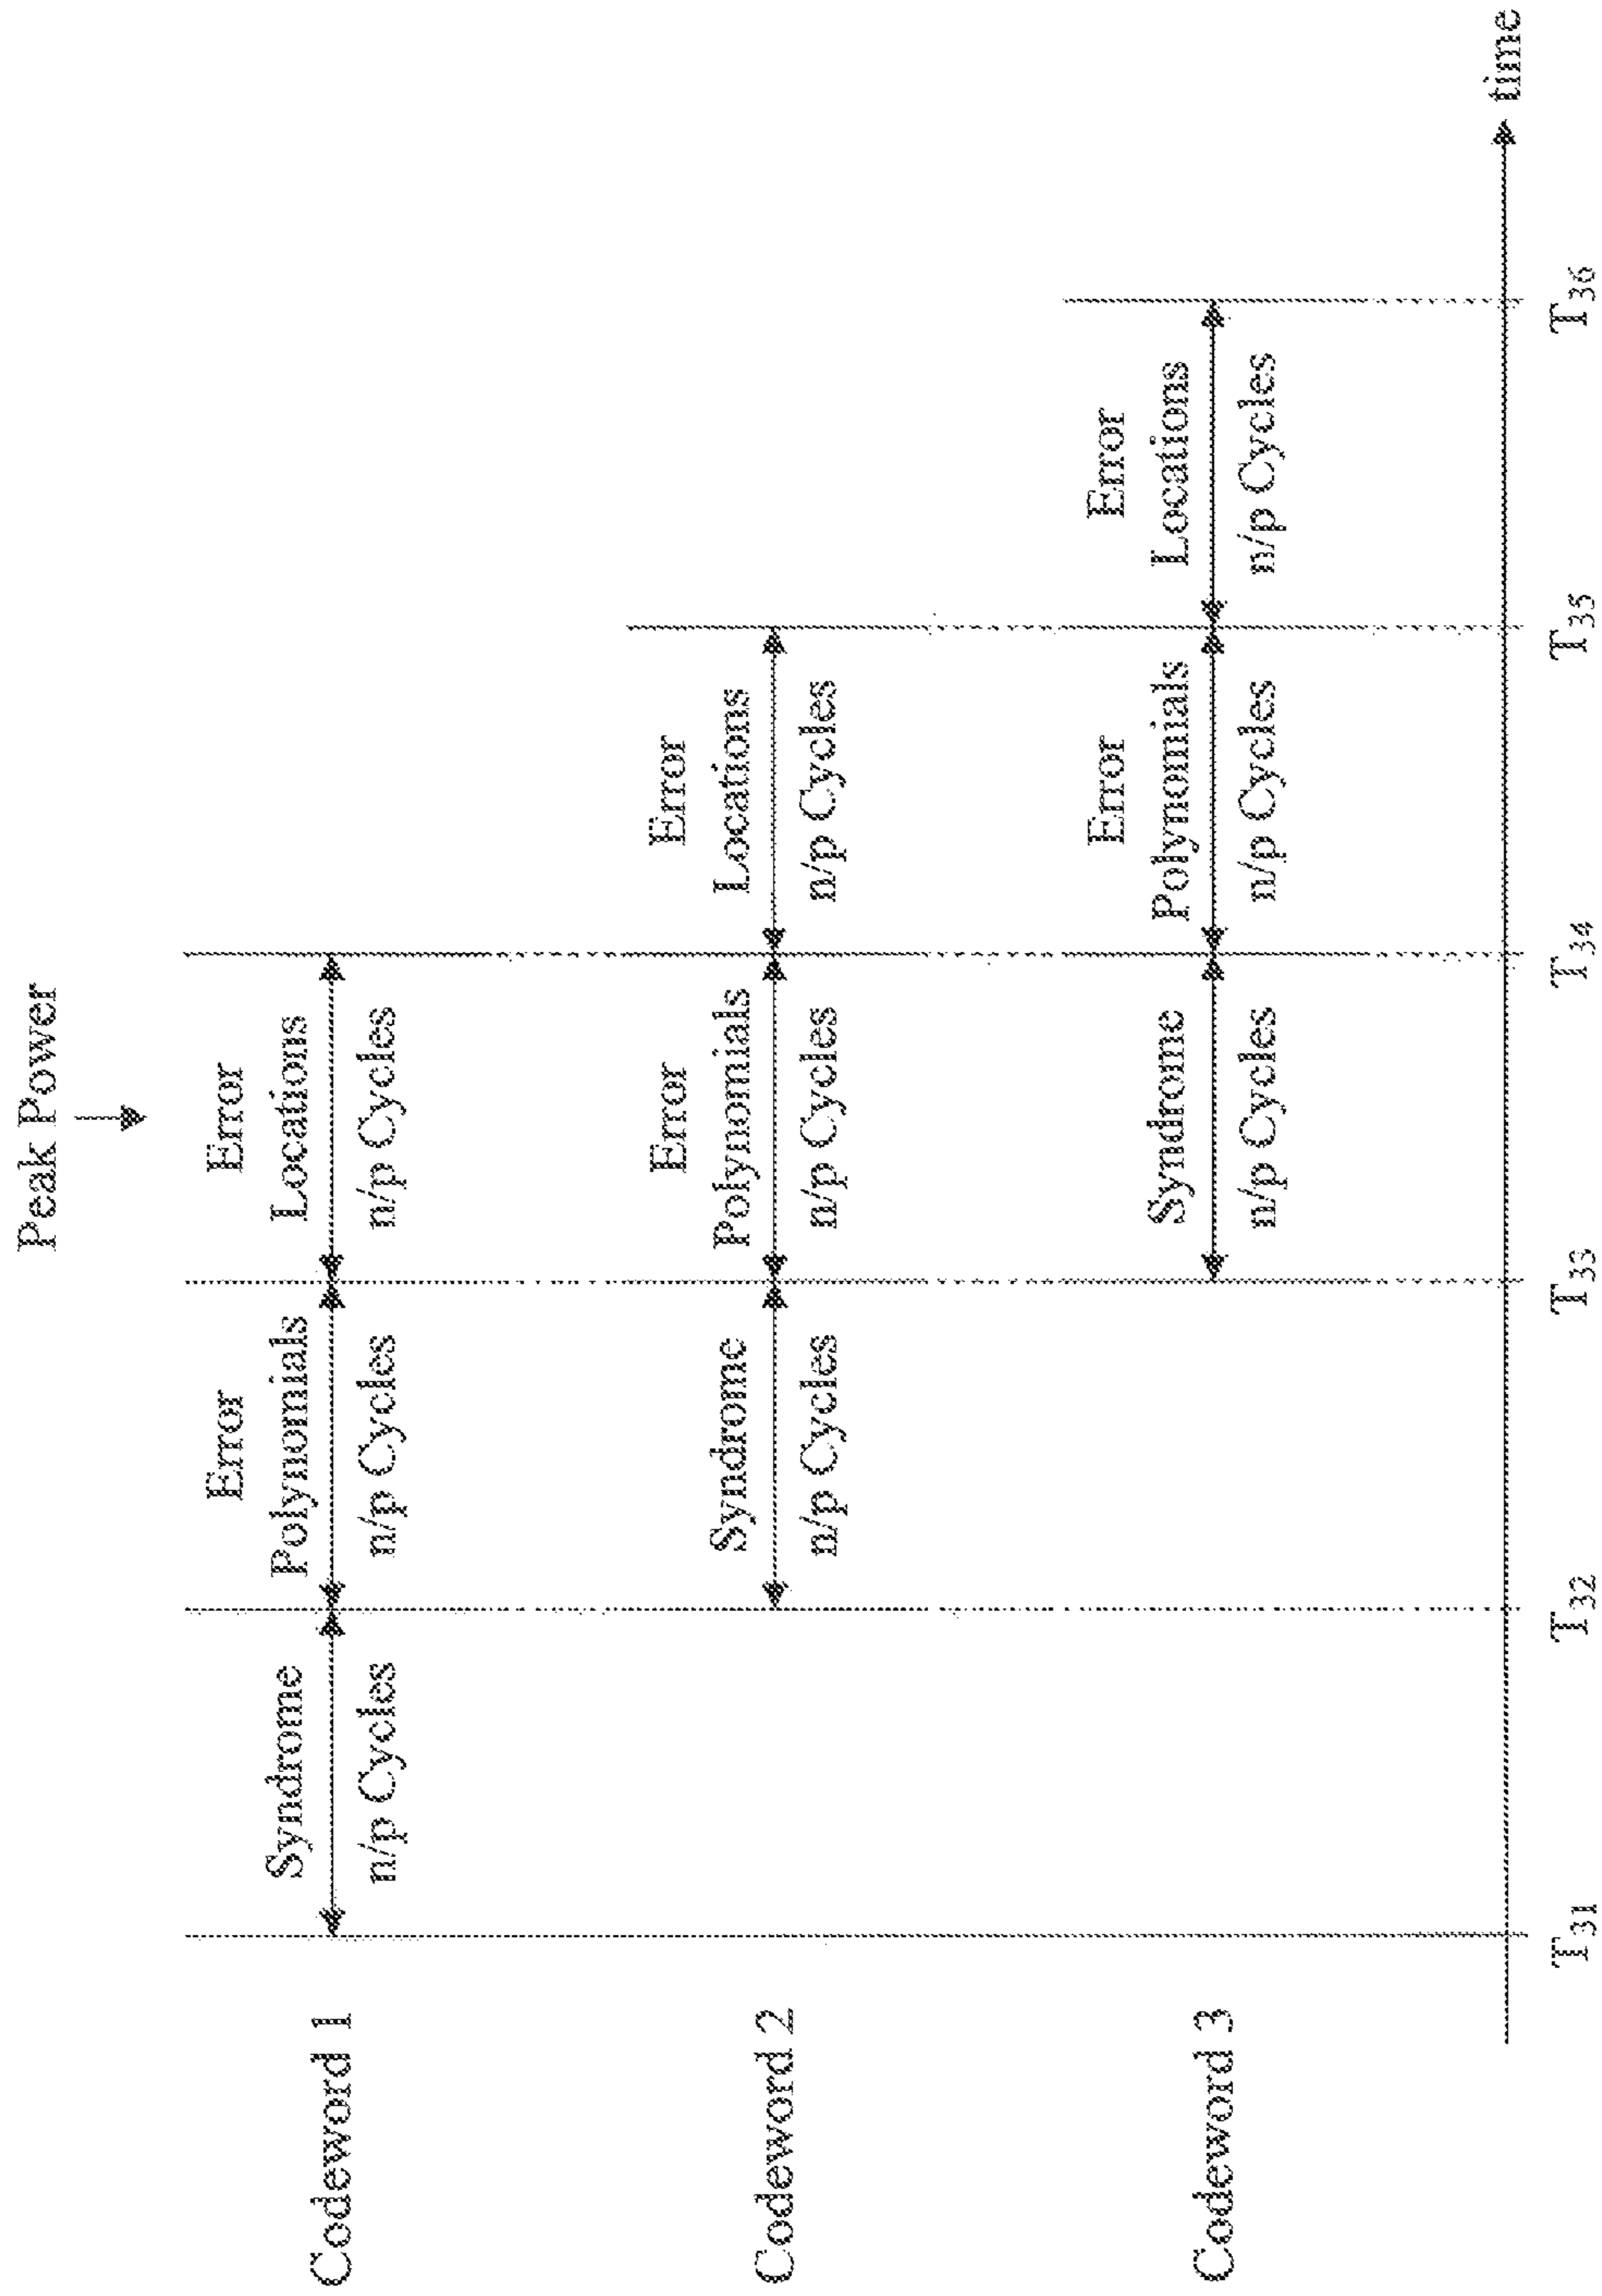 Peak Power
Error
Error
Syndrome
Polynomials
Locations
Codeword 1
n/p Cycles
n/p Cycles
n/p Cycles
Error
Error
Syndrome
Polynomials
Locations
Codeword 2
n/p Cycles
n/p Cycles
n/p Cycles
Error
Error
Syndrome
Polynomials
Locations
Codeword 3
n/p Cycles
n/p Cycles
n/p Cycles
time
T31 T32 T33 T34 T35 T36